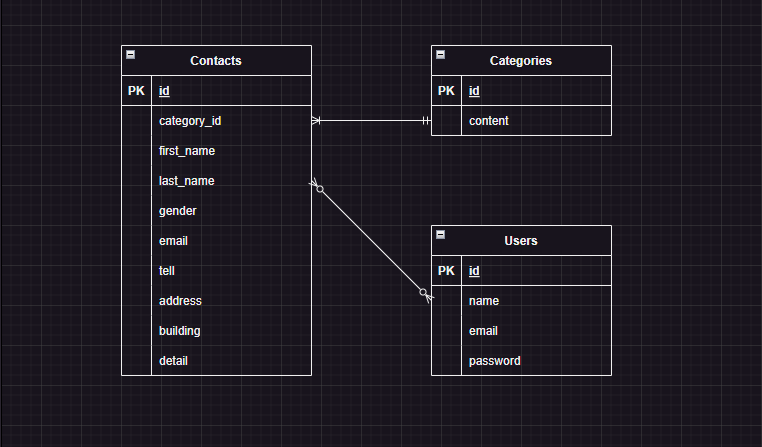 Contacts
PK id
category_id
first_name
last_name
gender
email
tell
address
building
detail
Categories
PK id
content
Users
PK id
name
email
password